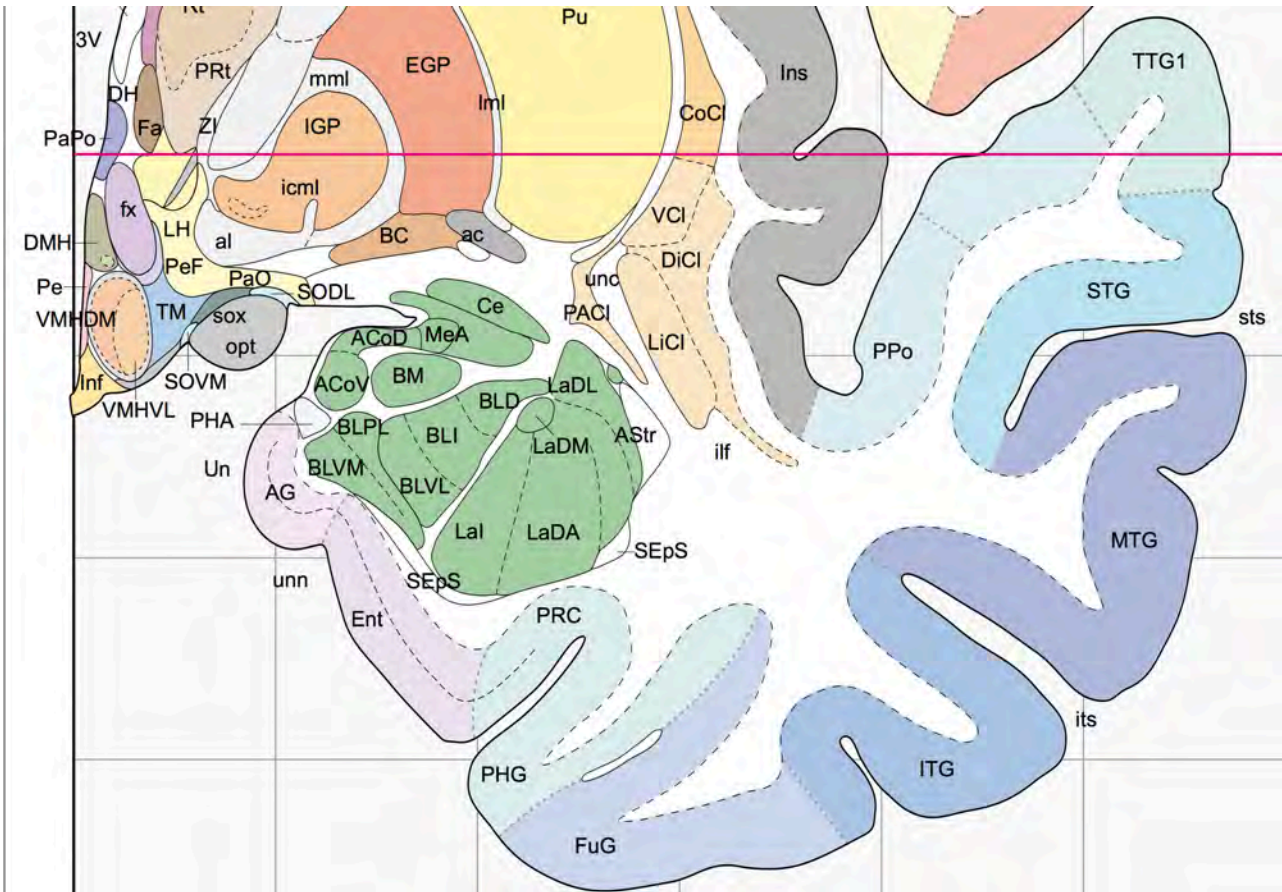 Rt
Pu
3V
TTG1
PRt
mml
EGP
Ins
DH
lml
CoCl
PaPo
Fa
ZI
IGP
icml
fx
VCl
LH
al
BC
ac
DMH
DiCl
PeF
PaO
unc
Pe
SODL
STG
TM
Ce
PACl
VMHDM
sox
sts
ACoD
MeA
LiCl
opt
PPo
Inf
SOVM
ACoV
BM
LaDL
VMHVL
BLD
PHA
BLPL
BLI
AStr
LaDM
ilf
Un
BLVM
AG
BLVL
LaI
LaDA
MTG
SEpS
unn
SEpS
Ent
PRC
its
PHG
ITG
FuG